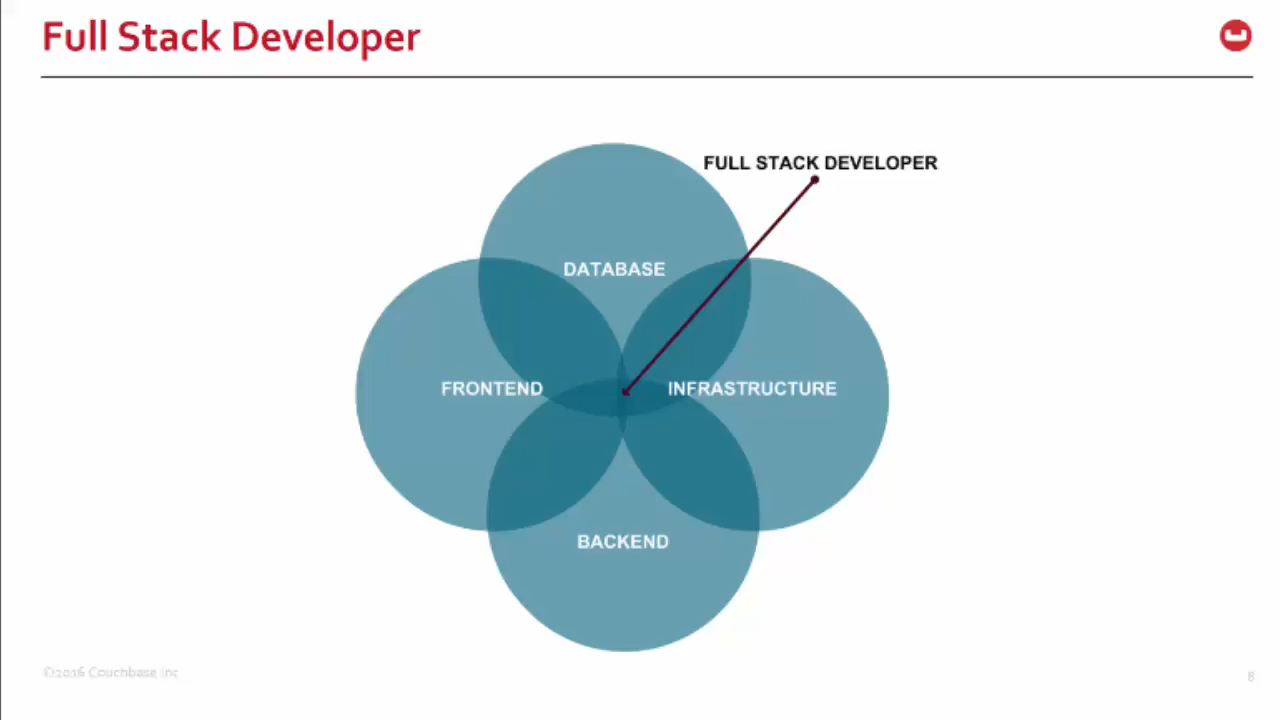 Full Stack Developer
FULL STACK DEVELOPER
DATABASE
FRONTEND
INFRASTRUCTURE
BACKEND
©2016 Couchbase Inc
8